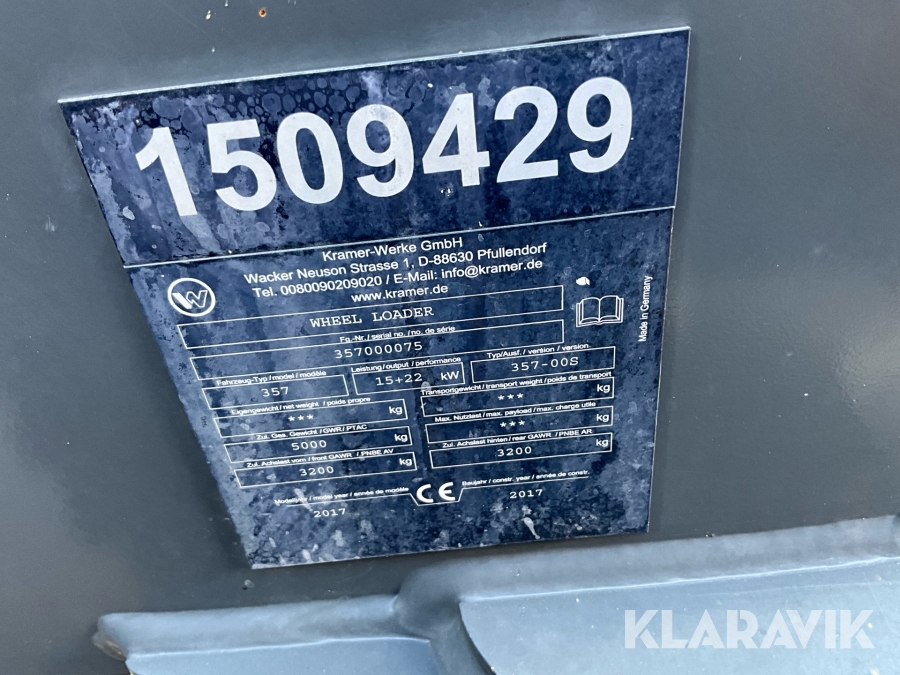 1509429
Kramer-Werke GmbH
Wacker Neuson Strasse 1, D-88630 Pfullendorf
Tel. 0080090209020 / E-Mail: info@kramer.de
www.kramer.de
W
Made in Germany
WHEEL LOADER
Fg.-Nr./ serial no./ no. de série
357000075
Fahrzeug-Typ / model / modèle
357
Leistung / output / performance
15+22 kW
Typ/Ausf. / version / version
357-00S
Eigengewicht / net weight / poids propre
*** kg
Transportgewicht / transport weight / poids de transport
*** kg
Zul. Ges. Gewicht / GWR / PTAC
5000 kg
Max. Nutzlast / max. payload / max. charge utile
*** kg
Zul. Achslast vorn / front GAWR / PNBE AV
3200 kg
Zul. Achslast hinten / rear GAWR / PNBE AR
3200 kg
Modelljahr / model year / année de modèle
2017
CE
Baujahr / constr. year / année de constr.
2017
KLARAVIK